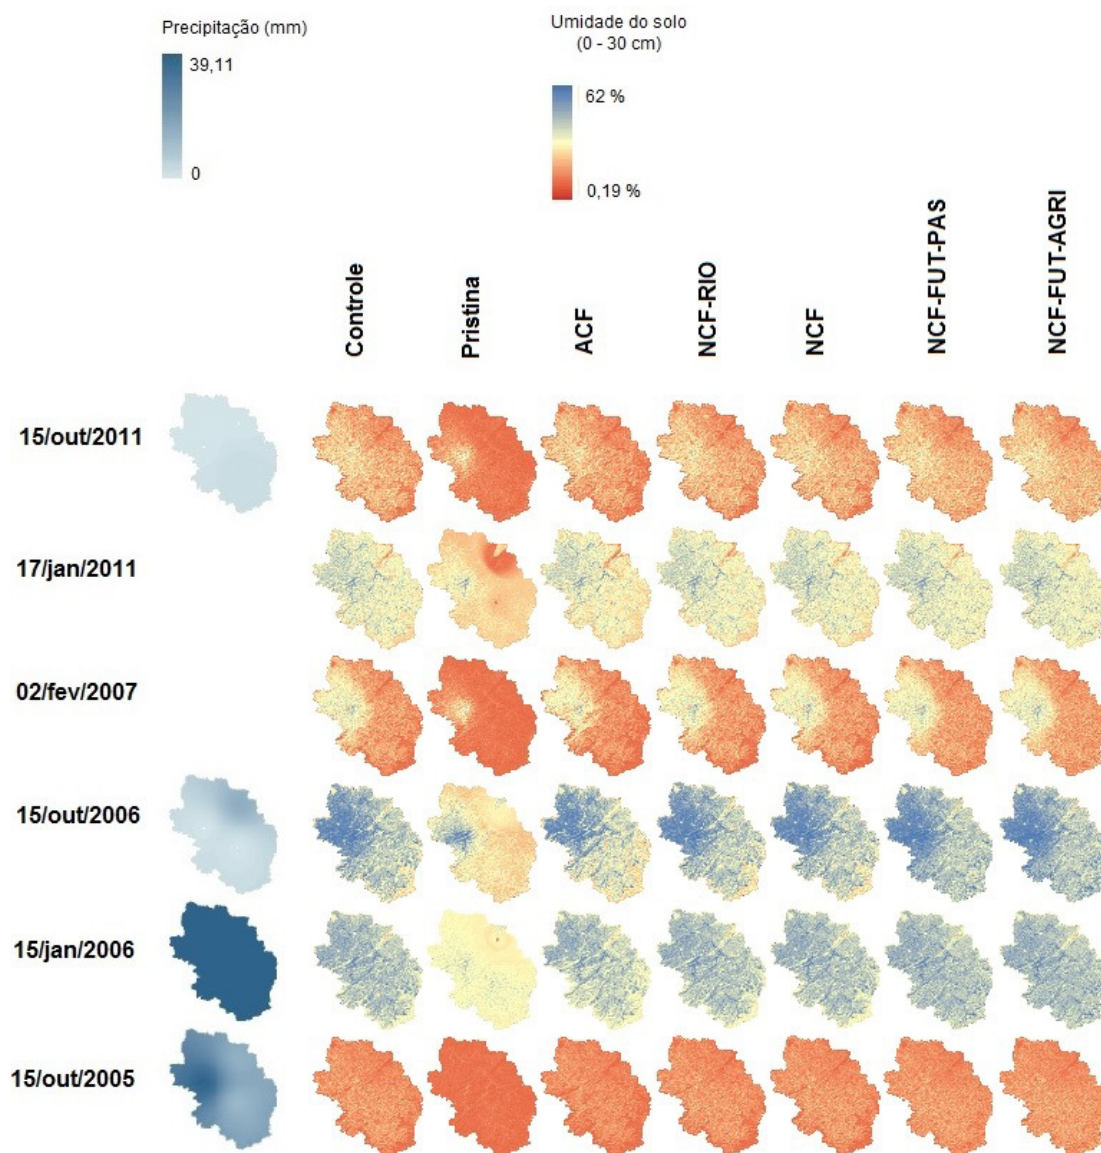 Precipitação (mm)
39,11
0
Umidade do solo
(0 - 30 cm)
62 %
0,19 %
Controle
Pristina
ACF
NCF-RIO
NCF
NCF-FUT-PAS
NCF-FUT-AGRI
15/out/2011
17/jan/2011
02/fev/2007
15/out/2006
15/jan/2006
15/out/2005